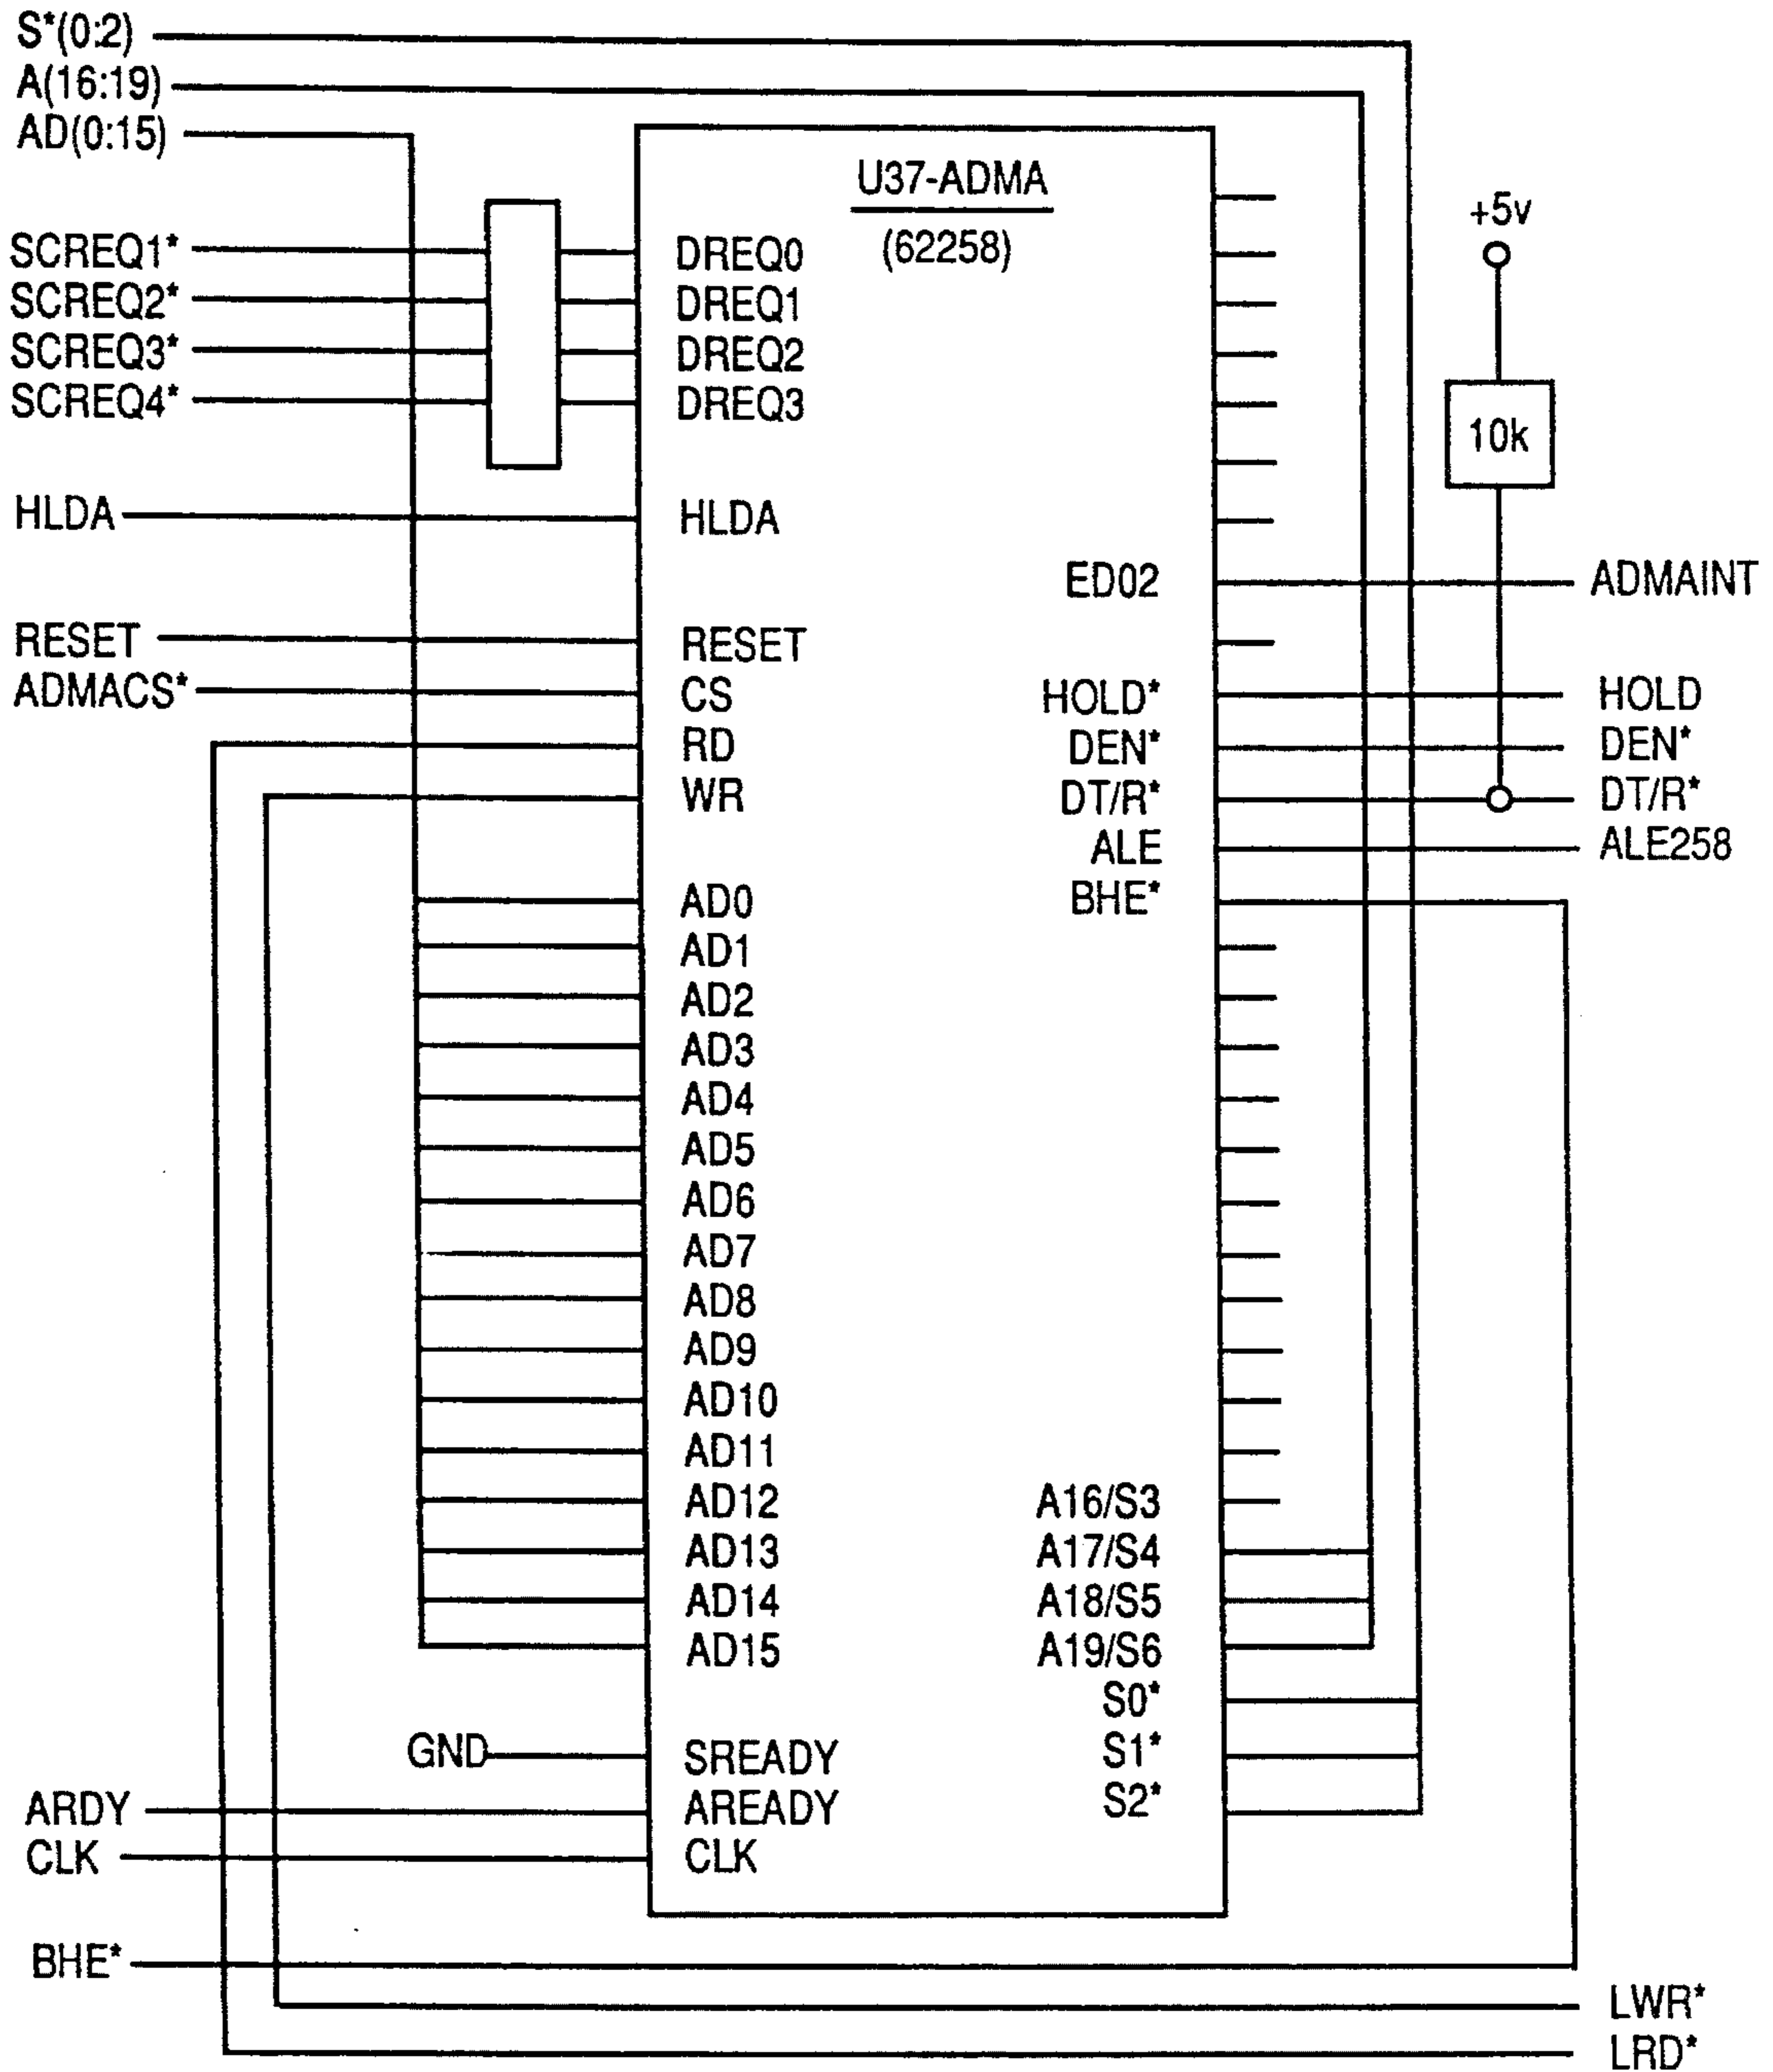 S*(0:2)
A(16:19)
AD(0:15)
U37-ADMA
(62258)
+5v
10k
SCREQ1*
SCREQ2*
SCREQ3*
SCREQ4*
DREQ0
DREQ1
DREQ2
DREQ3
HLDA
HLDA
ED02
ADMAINT
RESET
RESET
ADMACS*
CS
HOLD*
HOLD
RD
DEN*
DEN*
WR
DT/R*
DT/R*
ALE
ALE258
AD0
BHE*
AD1
AD2
AD3
AD4
AD5
AD6
AD7
AD8
AD9
AD10
AD11
AD12
A16/S3
AD13
A17/S4
AD14
A18/S5
AD15
A19/S6
S0*
GND
SREADY
S1*
ARDY
AREADY
S2*
CLK
CLK
BHE*
LWR*
LRD*